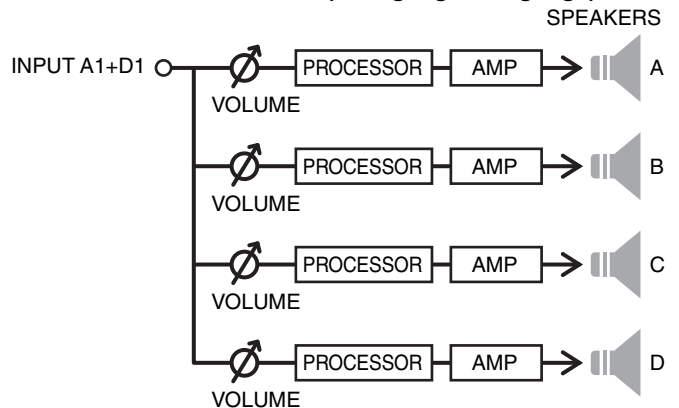 SPEAKERS
INPUT A1+D1 PROCESSOR AMP A
VOLUME
PROCESSOR AMP B
VOLUME
PROCESSOR AMP C
VOLUME
PROCESSOR AMP D
VOLUME